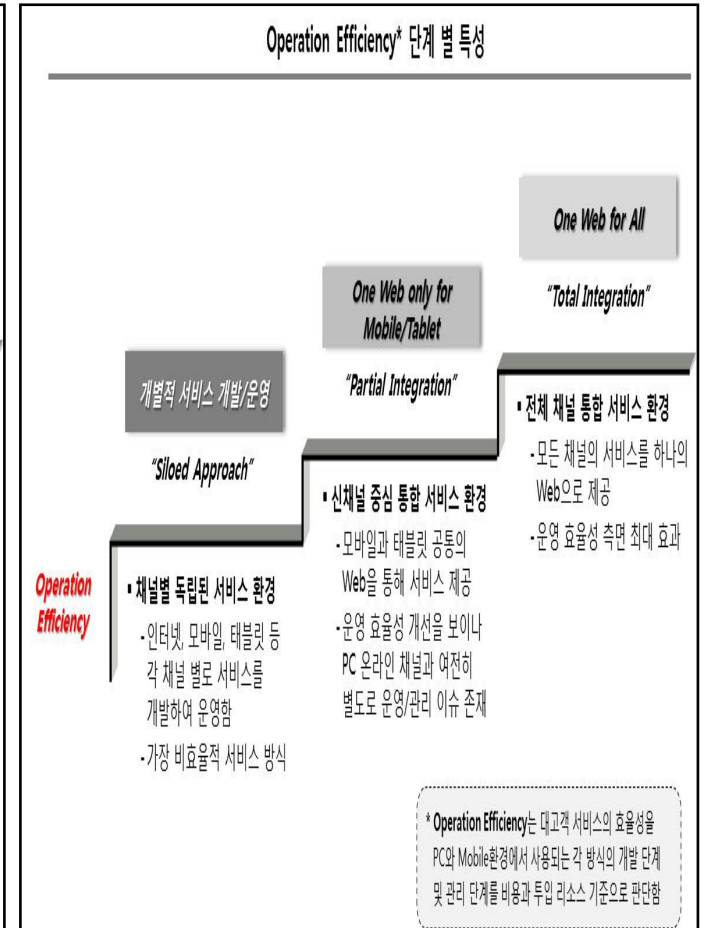 Operation Efficiency* 단계 별 특성
One Web for All
"Total Integration"
One Web only for
Mobile/Tablet
"Partial Integration"
개별적 서비스 개발/운영
"Siloed Approach"
Operation
Efficiency
▪ 채널별 독립된 서비스 환경
-인터넷, 모바일, 태블릿 등
각 채널 별로 서비스를
개발하여 운영함
-가장 비효율적 서비스 방식
▪ 신채널 중심 통합 서비스 환경
-모바일과 태블릿 공통의
Web을 통해 서비스 제공
-운영 효율성 개선을 보이나
PC 온라인 채널과 여전히
별도로 운영/관리 이슈 존재
▪ 전체 채널 통합 서비스 환경
-모든 채널의 서비스를 하나의
Web으로 제공
-운영 효율성 측면 최대 효과
* Operation Efficiency는 대고객 서비스의 효율성을
PC와 Mobile환경에서 사용되는 각 방식의 개발 단계
및 관리 단계를 비용과 투입 리소스 기준으로 판단함